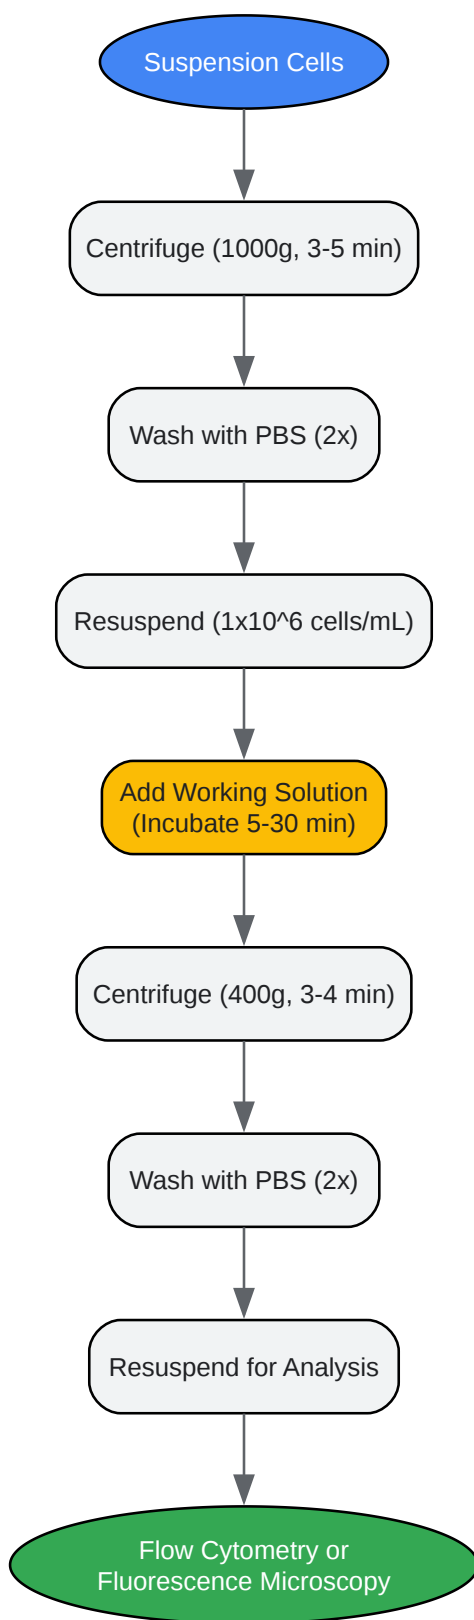 Suspension Cells
Centrifuge (1000g, 3-5 min)
Wash with PBS (2x)
Resuspend (1x10^6 cells/mL)
Add Working Solution
(Incubate 5-30 min)
Centrifuge (400g, 3-4 min)
Wash with PBS (2x)
Resuspend for Analysis
Flow Cytometry or
Fluorescence Microscopy